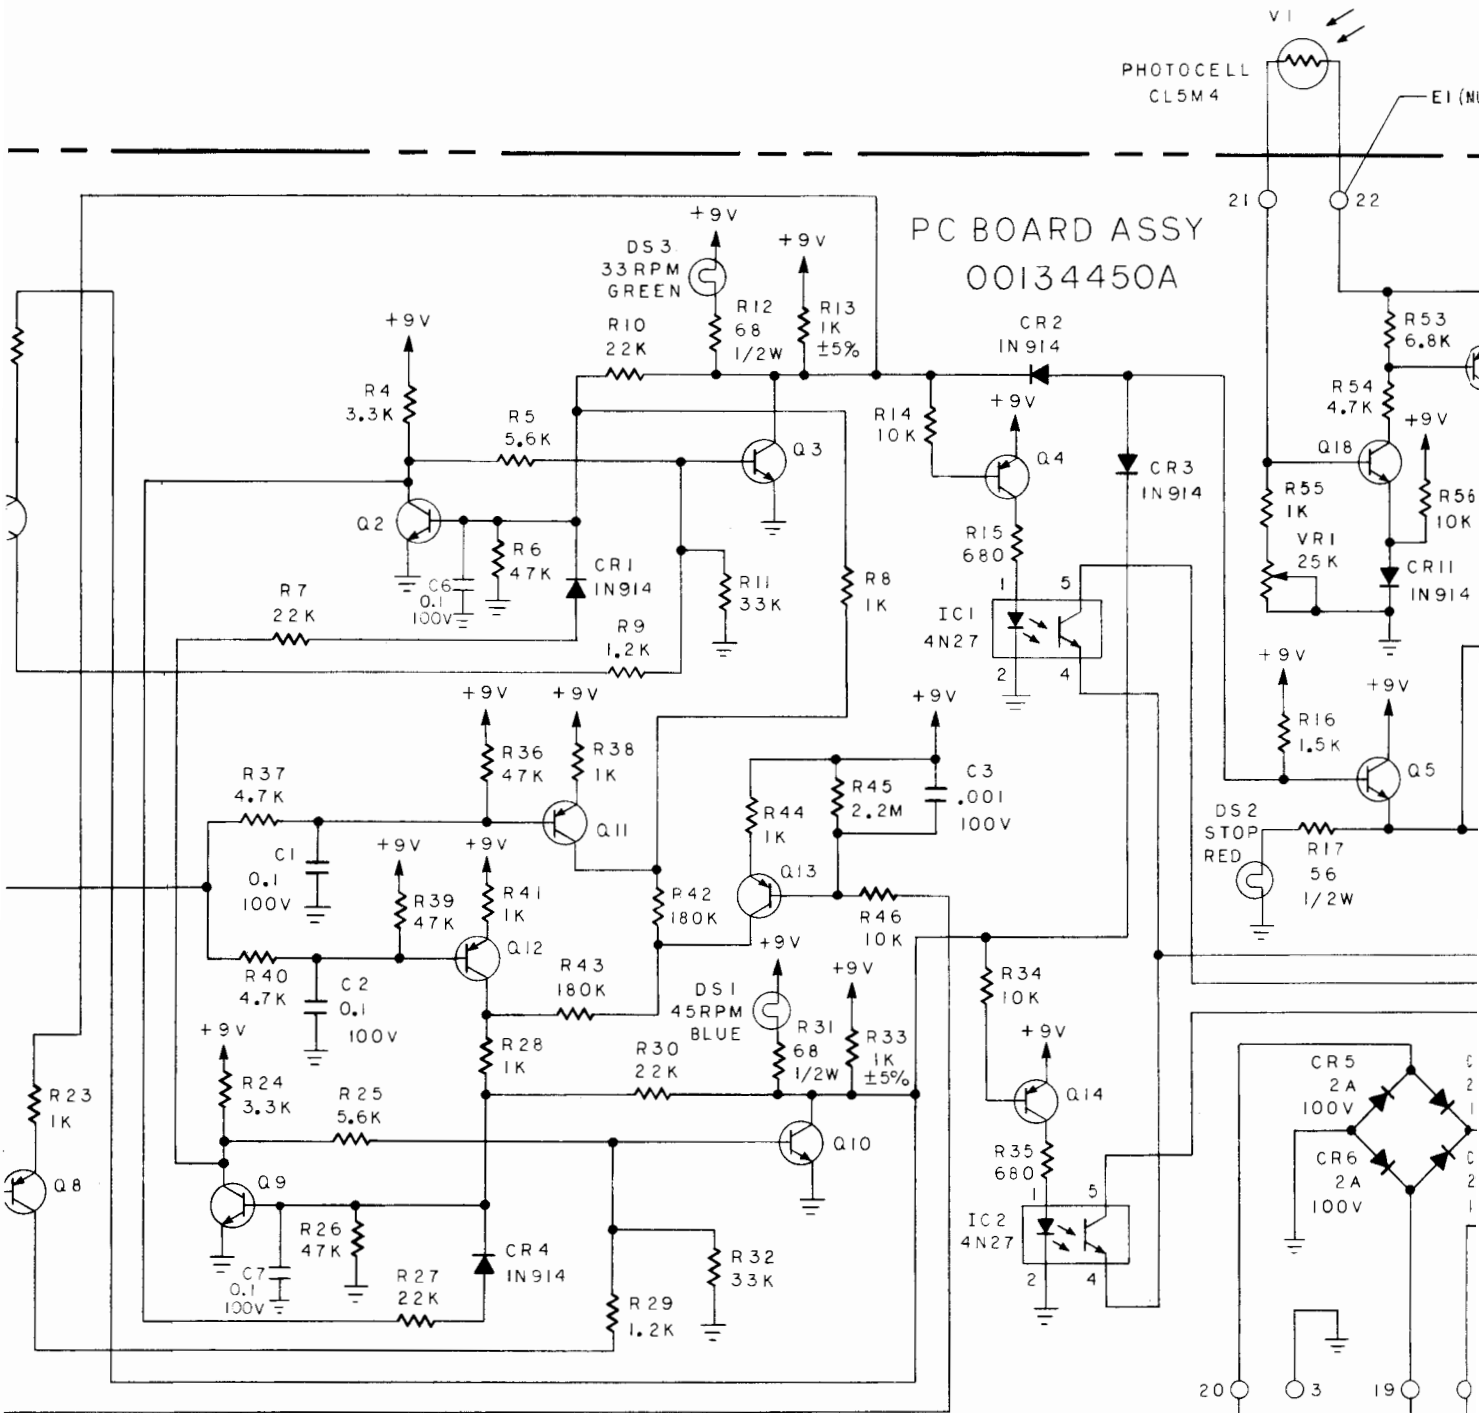 V1
PHOTOCELL
CL5M4
E1
21
22
PC BOARD ASSY
00134450A
+9V
DS3
33RPM
GREEN
+9V
R12
68
1/2W
R13
1K
±5%
R10
22K
+9V
R4
3.3K
R5
5.6K
CR2
1N914
R14
10K
+9V
Q4
Q3
CR3
1N914
R53
6.8K
R54
4.7K
+9V
Q18
R55
1K
R56
10K
VR1
25K
CR11
1N914
Q2
R6
47K
C6
0.1
100V
CR1
1N914
R7
22K
R9
1.2K
R11
33K
R8
1K
R15
680
1
5
IC1
4N27
2
4
+9V
R16
1.5K
+9V
Q5
DS2
STOP
RED
R17
56
1/2W
+9V
+9V
R36
47K
R38
1K
R37
4.7K
Q11
C1
0.1
100V
+9V
+9V
R39
47K
R41
1K
Q12
R40
4.7K
C2
0.1
100V
+9V
R44
1K
R45
2.2M
C3
.001
100V
Q13
R42
180K
R46
10K
R43
180K
+9V
DS1
45RPM
BLUE
+9V
R31
68
1/2W
R33
1K
±5%
R34
10K
+9V
Q14
R28
1K
R30
22K
+9V
R24
3.3K
R25
5.6K
R23
1K
Q8
Q9
Q10
R35
680
1
5
IC2
4N27
2
4
R26
47K
C7
0.1
100V
CR4
1N914
R27
22K
R32
33K
R29
1.2K
CR5
2A
100V
CR6
2A
100V
20
3
19